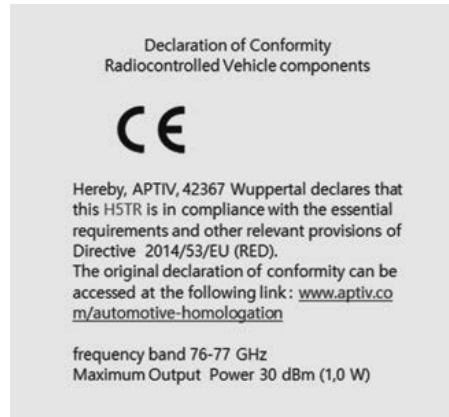 Declaration of Conformity
Radiocontrolled Vehicle components
CE
Hereby, APTIV, 42367 Wuppertal declares that
this H5TR is in compliance with the essential
requirements and other relevant provisions of
Directive 2014/53/EU (RED).
The original declaration of conformity can be
accessed at the following link: www.aptiv.co
m/automotive-homologation
frequency band 76-77 GHz
Maximum Output Power 30 dBm (1,0 W)